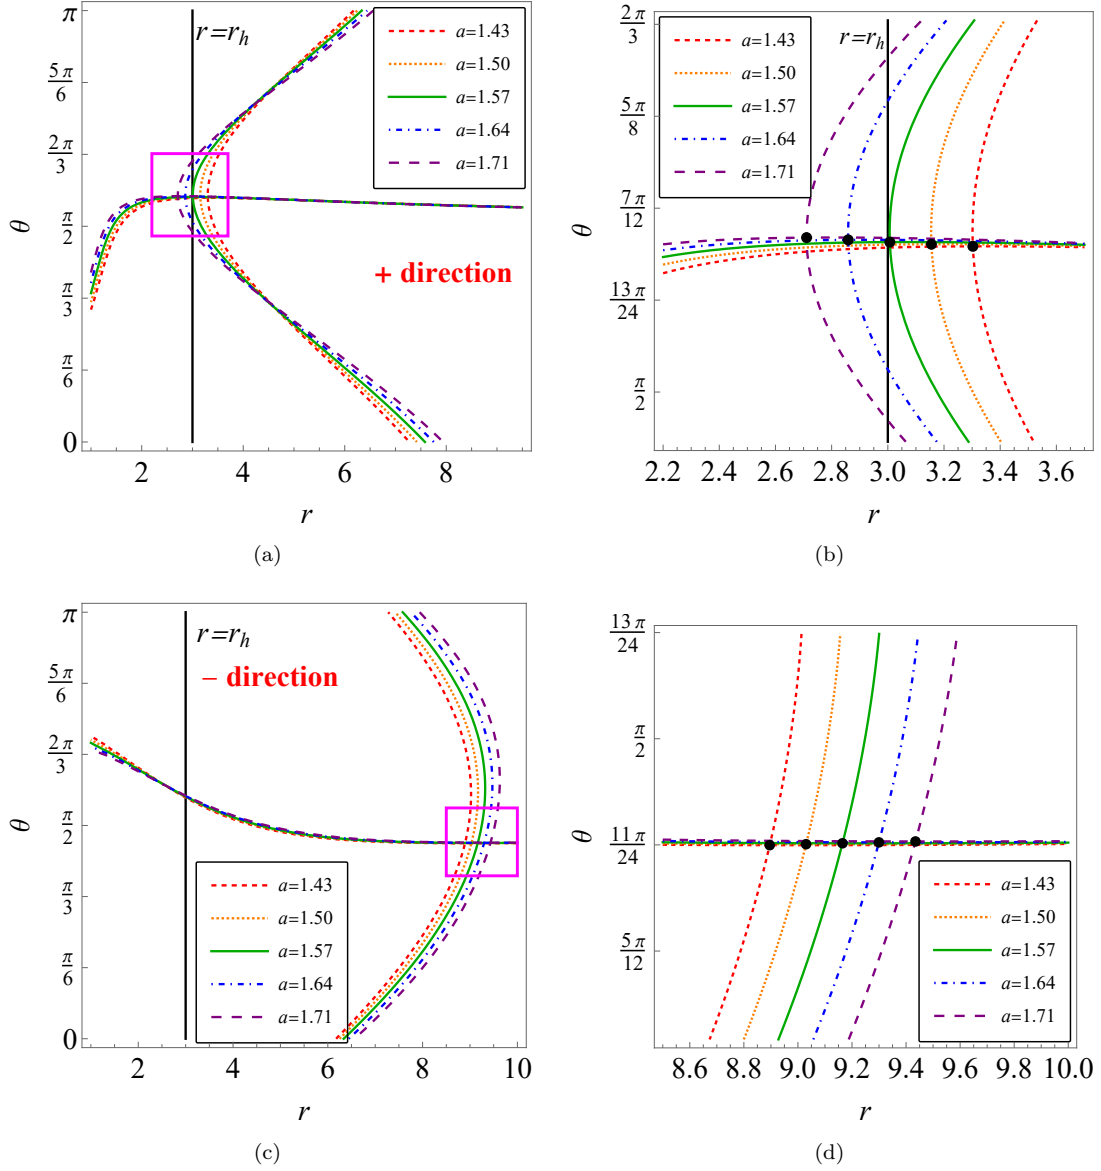 π
5π/6
2π/3
π/2
π/3
π/6
0
θ
r=r_h
+ direction
a=1.43
a=1.50
a=1.57
a=1.64
a=1.71
2 4 6 8
r
(a)
2π/3
5π/8
7π/12
13π/24
π/2
θ
r=r_h
a=1.43
a=1.50
a=1.57
a=1.64
a=1.71
2.2 2.4 2.6 2.8 3.0 3.2 3.4 3.6
r
(b)
π
5π/6
2π/3
π/2
π/3
π/6
0
θ
r=r_h
− direction
a=1.43
a=1.50
a=1.57
a=1.64
a=1.71
2 4 6 8 10
r
(c)
13π/24
π/2
11π/24
5π/12
θ
a=1.43
a=1.50
a=1.57
a=1.64
a=1.71
8.6 8.8 9.0 9.2 9.4 9.6 9.8 10.0
r
(d)